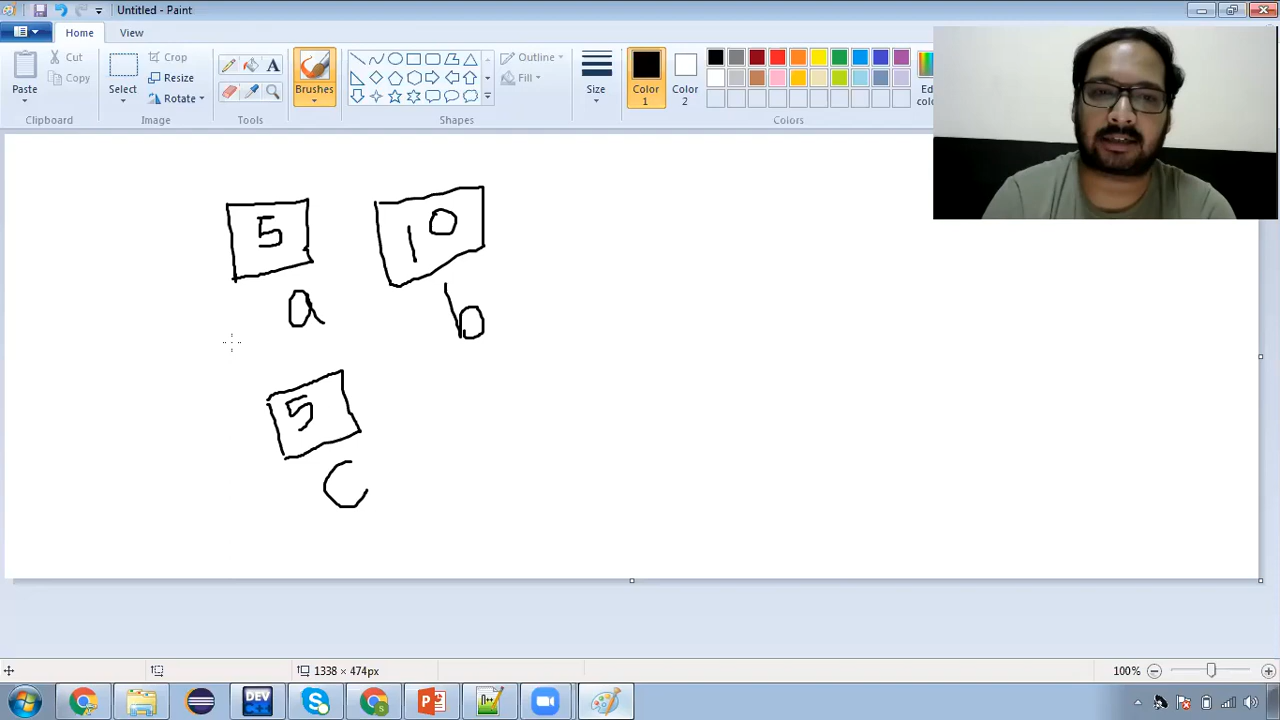 Untitled - Paint
Home View
Paste
Cut
Copy
Clipboard
Select
Crop
Resize
Rotate
Image
A
Tools
Brushes
Outline
Fill
Shapes
Size
Color 1
Color 2
Colors
5 10
a b
5
c
1338 × 474px
100%
DEV